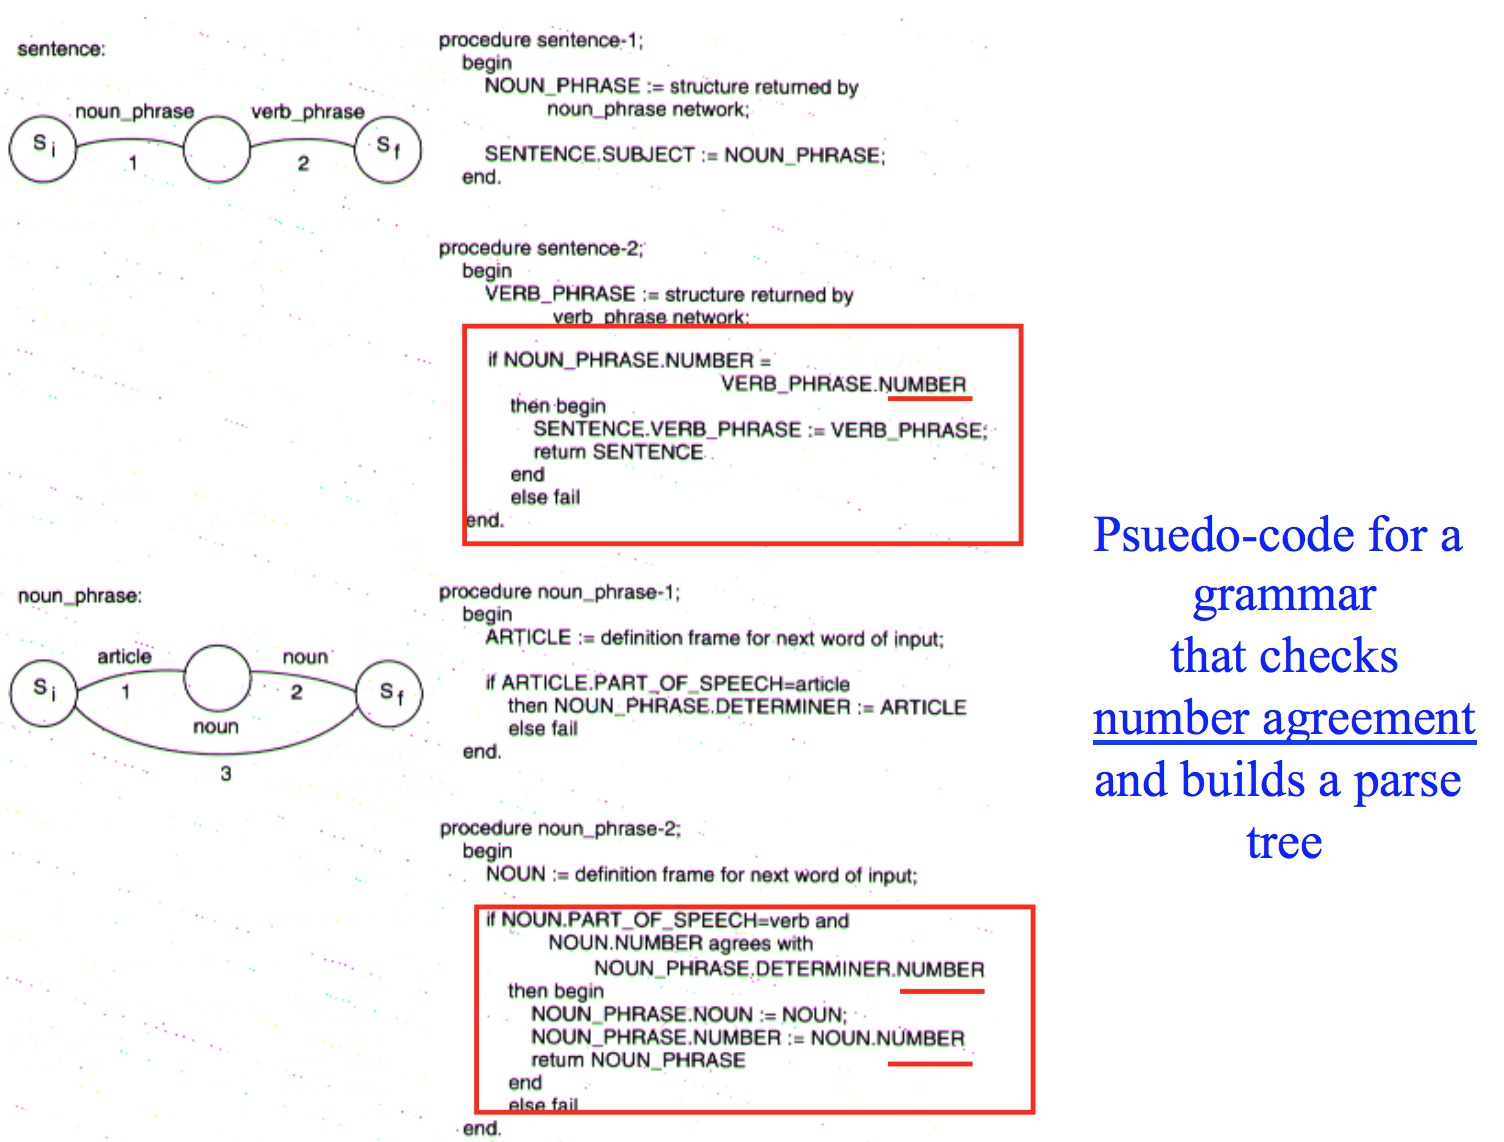 sentence:
noun_phrase
verb_phrase
Si
1
2
Sf
procedure sentence-1;
begin
NOUN_PHRASE := structure returned by
noun_phrase network;
SENTENCE.SUBJECT := NOUN_PHRASE;
end.
procedure sentence-2;
begin
VERB_PHRASE := structure returned by
verb_phrase network;
if NOUN_PHRASE.NUMBER =
VERB_PHRASE.NUMBER
then begin
SENTENCE.VERB_PHRASE := VERB_PHRASE;
return SENTENCE
end
else fail
end.
noun_phrase:
article
noun
Si
1
2
Sf
noun
3
procedure noun_phrase-1;
begin
ARTICLE := definition frame for next word of input;
if ARTICLE.PART_OF_SPEECH=article
then NOUN_PHRASE.DETERMINER := ARTICLE
else fail
end.
procedure noun_phrase-2;
begin
NOUN := definition frame for next word of input;
if NOUN.PART_OF_SPEECH=verb and
NOUN.NUMBER agrees with
NOUN_PHRASE.DETERMINER.NUMBER
then begin
NOUN_PHRASE.NOUN := NOUN;
NOUN_PHRASE.NUMBER := NOUN.NUMBER
return NOUN_PHRASE
end
else fail
end.
Psuedo-code for a
grammar
that checks
number agreement
and builds a parse
tree